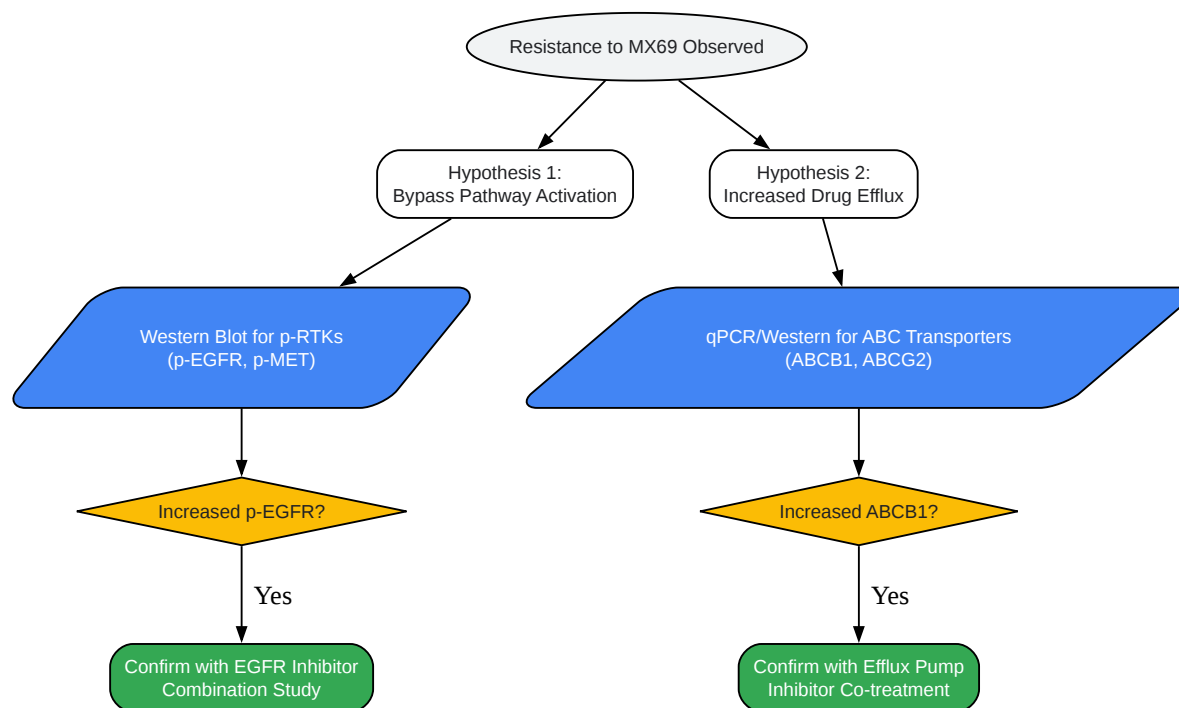 Resistance to MX69 Observed
Hypothesis 1:
Bypass Pathway Activation
Hypothesis 2:
Increased Drug Efflux
Western Blot for p-RTKs
(p-EGFR, p-MET)
qPCR/Western for ABC Transporters
(ABCB1, ABCG2)
Increased p-EGFR?
Increased ABCB1?
Yes
Yes
Confirm with EGFR Inhibitor
Combination Study
Confirm with Efflux Pump
Inhibitor Co-treatment